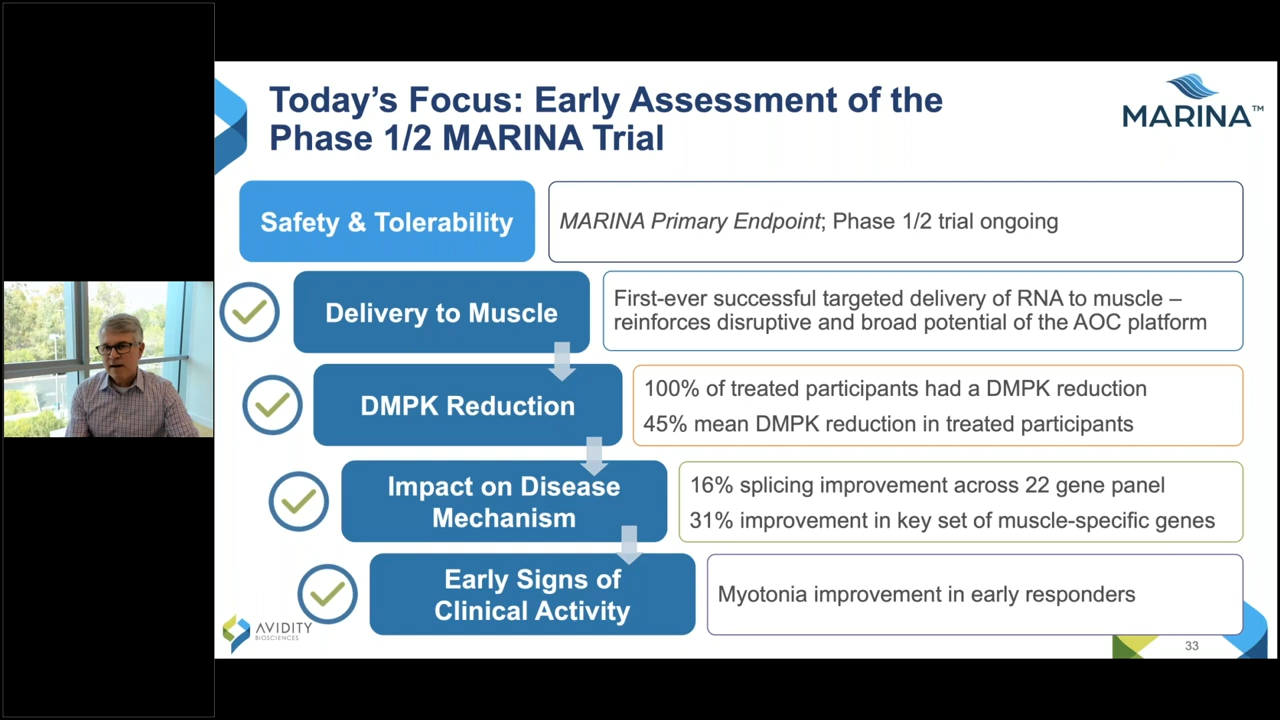 Today's Focus: Early Assessment of the
Phase 1/2 MARINA Trial
MARINA™
Safety & Tolerability
MARINA Primary Endpoint; Phase 1/2 trial ongoing
Delivery to Muscle
First-ever successful targeted delivery of RNA to muscle –
reinforces disruptive and broad potential of the AOC platform
DMPK Reduction
100% of treated participants had a DMPK reduction
45% mean DMPK reduction in treated participants
Impact on Disease
Mechanism
16% splicing improvement across 22 gene panel
31% improvement in key set of muscle-specific genes
Early Signs of
Clinical Activity
Myotonia improvement in early responders
AVIDITY
BIOSCIENCES
33